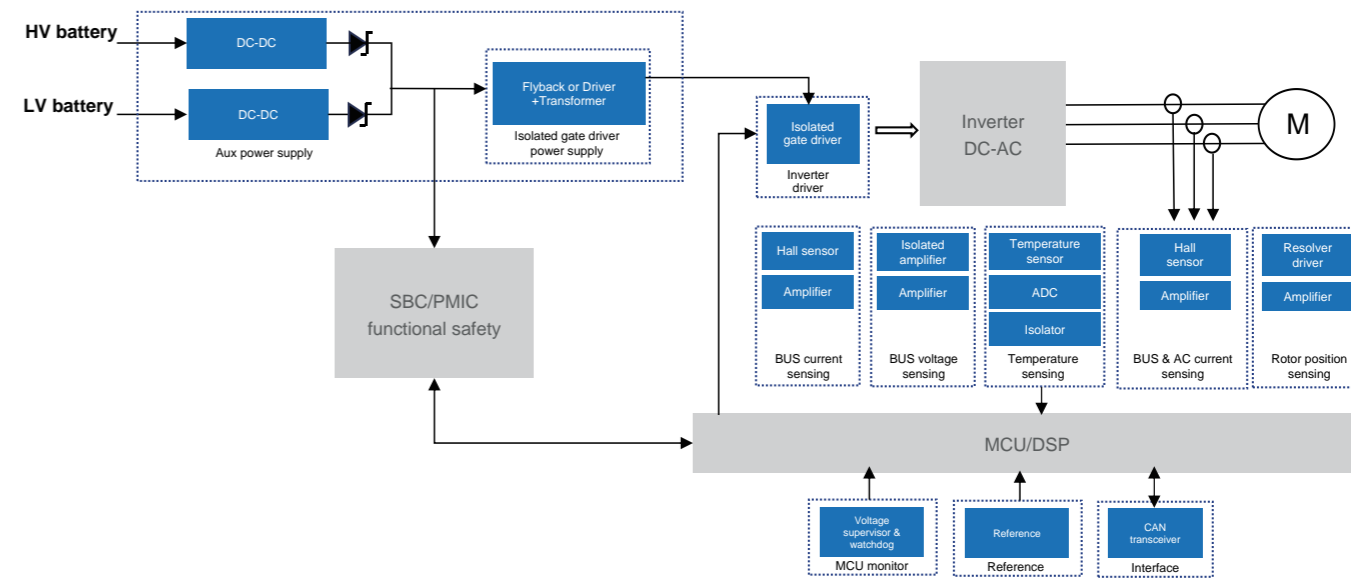 HV battery
DC-DC
LV battery
DC-DC
Aux power supply
Flyback or Driver
+Transformer
Isolated gate driver
power supply
Isolated
gate driver
Inverter
driver
Inverter
DC-AC
M
SBC/PMIC
functional safety
Hall sensor
Amplifier
BUS current
sensing
Isolated
amplifier
Amplifier
BUS voltage
sensing
Temperature
sensor
ADC
Isolator
Temperature
sensing
Hall
sensor
Amplifier
BUS & AC current
sensing
Resolver
driver
Amplifier
Rotor position
sensing
MCU/DSP
Voltage
supervisor &
watchdog
MCU monitor
Reference
Reference
CAN
transceiver
Interface